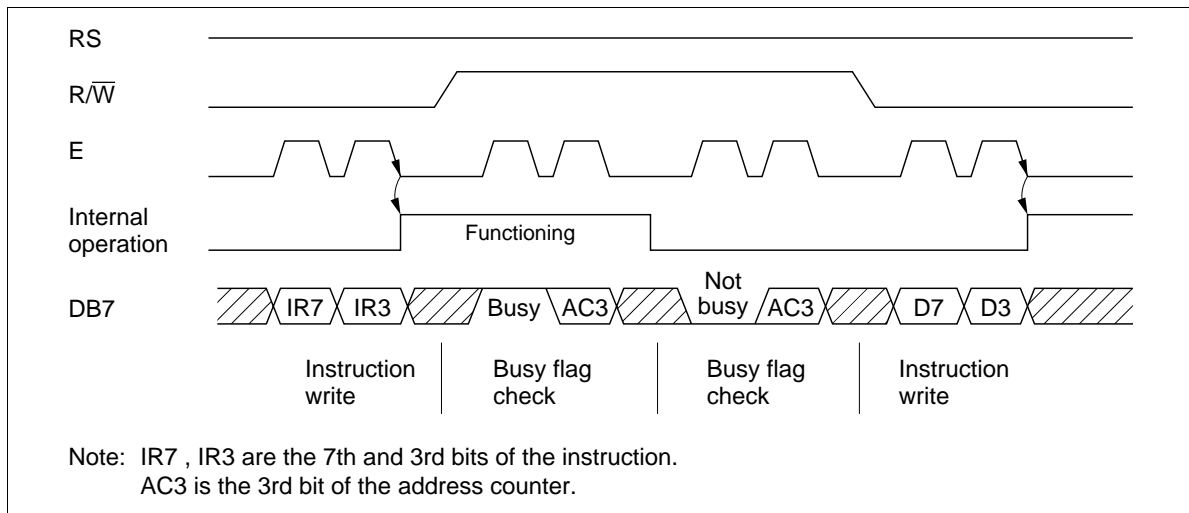 RS
R/W̅
E
Internal
operation
Functioning
DB7
IR7 IR3 Busy AC3 Not
busy AC3 D7 D3
Instruction
write
Busy flag
check
Busy flag
check
Instruction
write
Note: IR7 , IR3 are the 7th and 3rd bits of the instruction.
AC3 is the 3rd bit of the address counter.